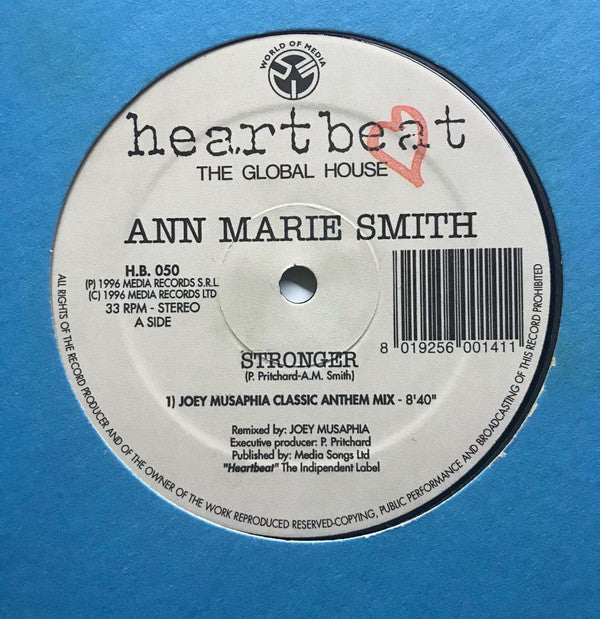 WORLD OF MEDIA
heartbeat
THE GLOBAL HOUSE
ANN MARIE SMITH
H.B. 050
(P) 1996 MEDIA RECORDS S.R.L.
(C) 1996 MEDIA RECORDS LTD
33 RPM - STEREO
A SIDE
8 019256 001411
STRONGER
(P. Pritchard-A.M. Smith)
1) JOEY MUSAPHIA CLASSIC ANTHEM MIX - 8'40"
Remixed by: JOEY MUSAPHIA
Executive producer: P. Pritchard
Published by: Media Songs Ltd
"Heartbeat" The Indipendent Label
ALL RIGHTS OF THE RECORD PRODUCER AND OF THE OWNER OF THE WORK REPRODUCED RESERVED-COPYING, PUBLIC PERFORMANCE AND BROADCASTING OF THIS RECORD PROHIBITED